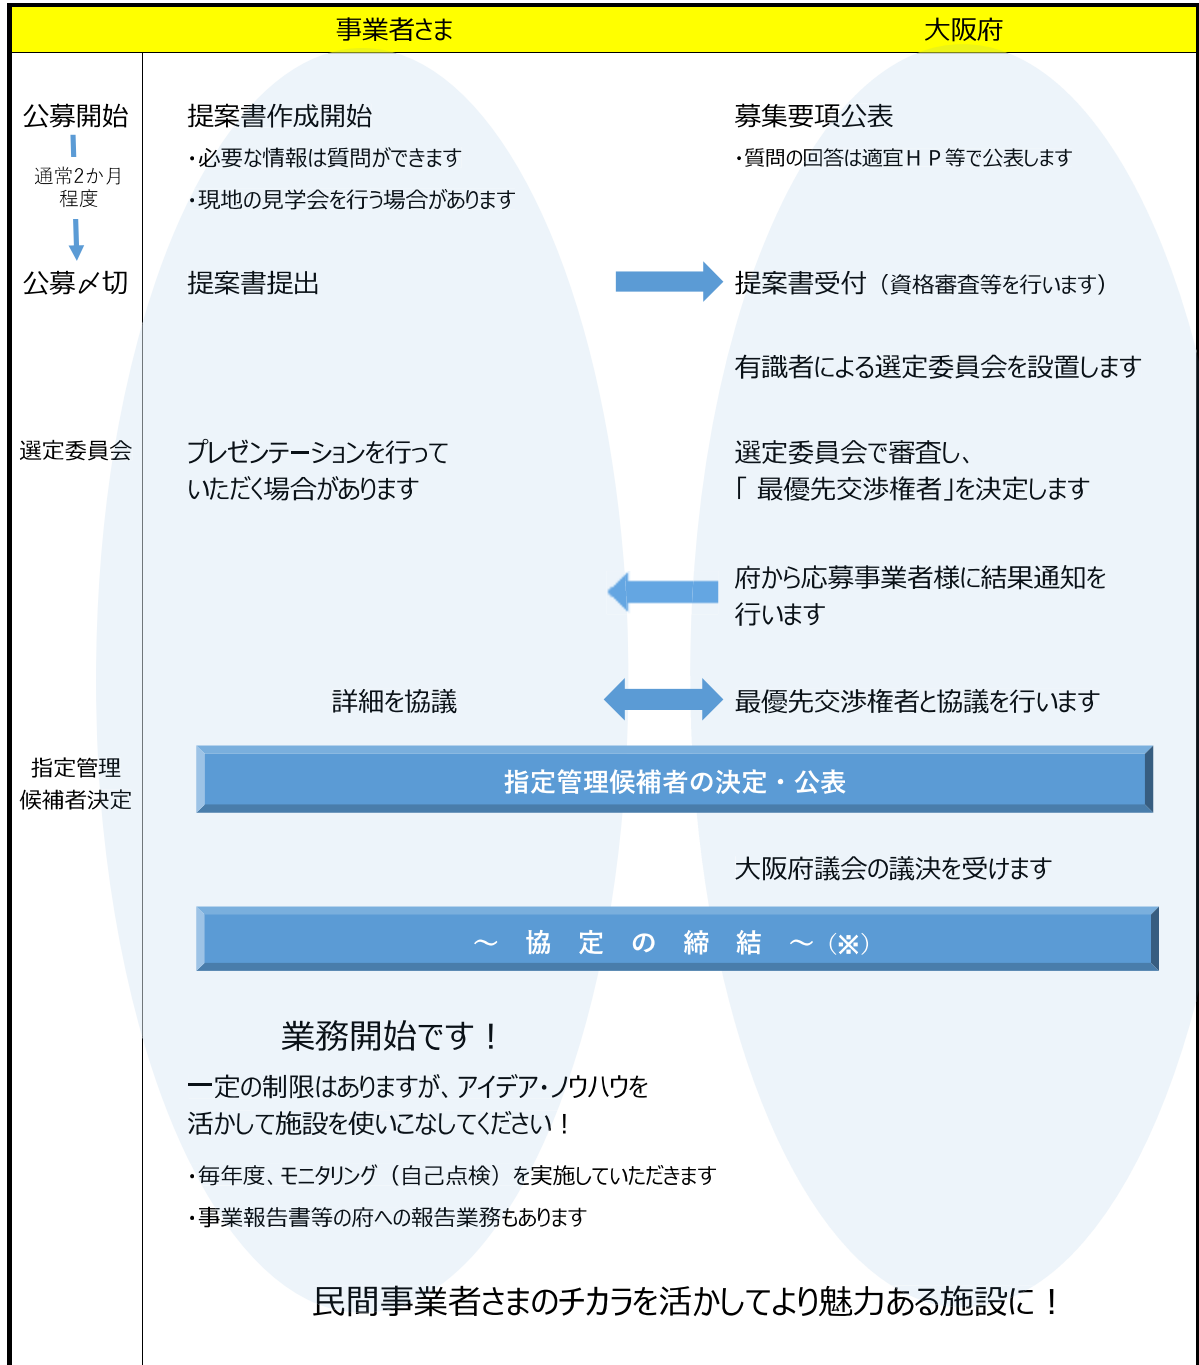 事業者さま
大阪府
公募開始
提案書作成開始
募集要項公表
・必要な情報は質問ができます
・質問の回答は適宜ＨＰ等で公表します
通常2か月
程度
・現地の見学会を行う場合があります
公募〆切
提案書提出
提案書受付（資格審査等を行います）
有識者による選定委員会を設置します
選定委員会
プレゼンテーションを行って
いただく場合があります
選定委員会で審査し、
「 最優先交渉権者」を決定します
府から応募事業者様に結果通知を
行います
詳細を協議
最優先交渉権者と協議を行います
指定管理
候補者決定
指定管理候補者の決定・公表
大阪府議会の議決を受けます
～　協　定　の　締　結　～（※）
業務開始です！
一定の制限はありますが、アイデア・ノウハウを
活かして施設を使いこなしてください！
・毎年度、モニタリング（自己点検）を実施していただきます
・事業報告書等の府への報告業務もあります
民間事業者さまのチカラを活かしてより魅力ある施設に！